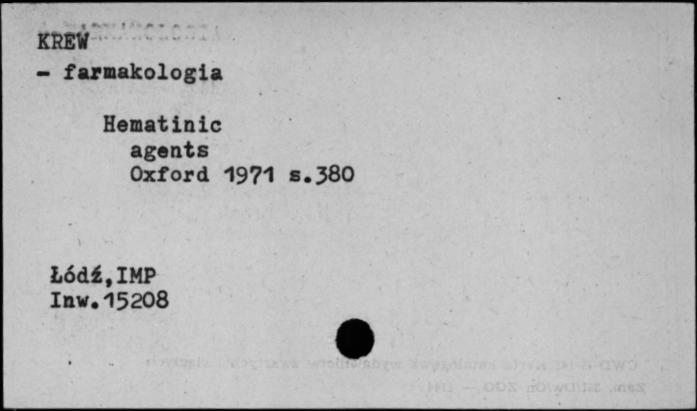 KREW
- farmakologia
Hematinic
agents
Oxford 1971 s.380
Łódź,IMP
Inw.15208